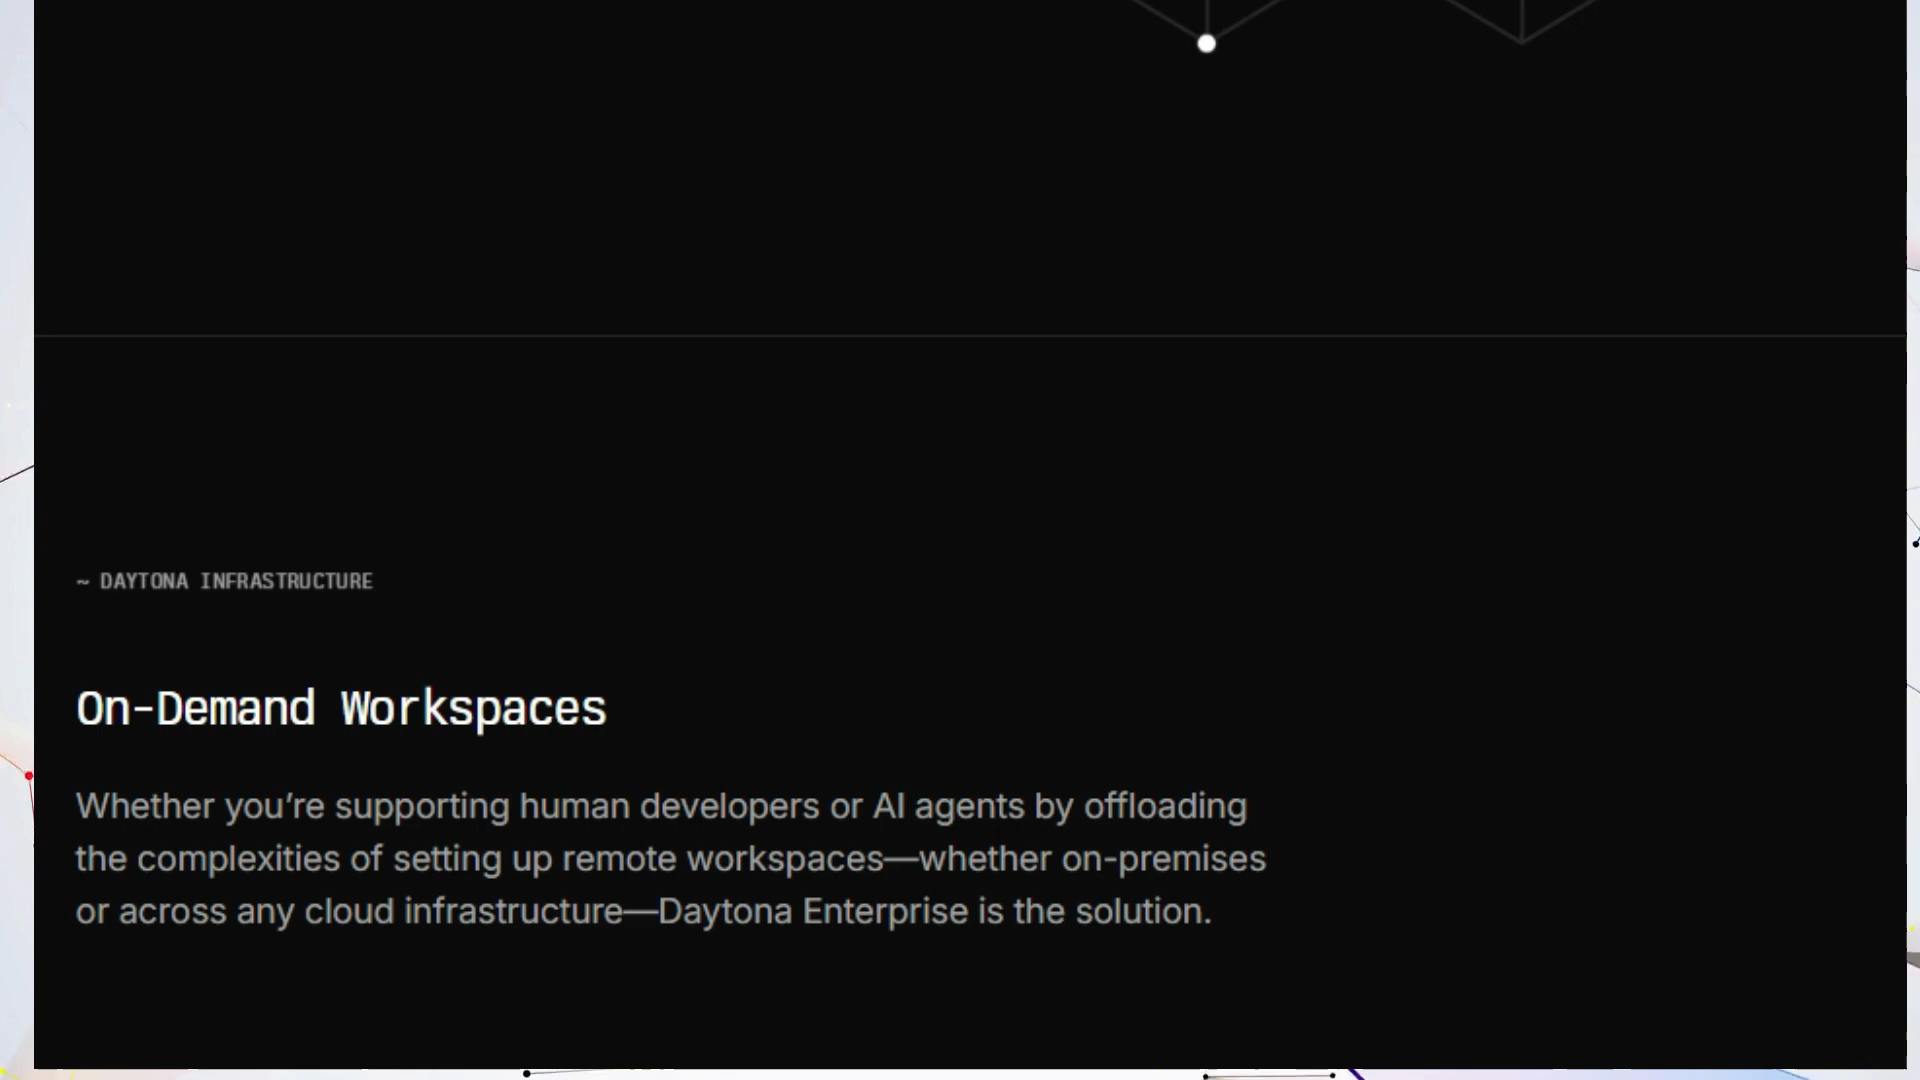 ~ DAYTONA INFRASTRUCTURE
On-Demand Workspaces
Whether you’re supporting human developers or AI agents by offloading
the complexities of setting up remote workspaces—whether on-premises
or across any cloud infrastructure—Daytona Enterprise is the solution.